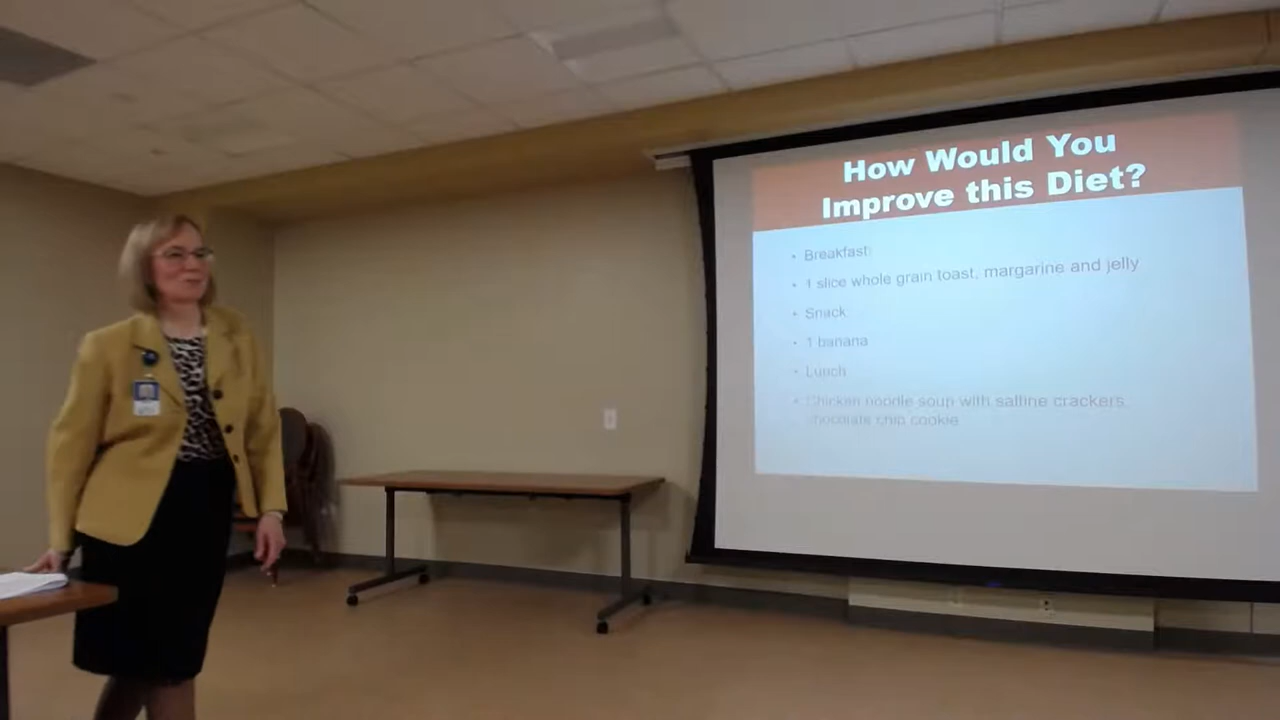 How Would You
Improve this Diet?
• Breakfast:
• 1 slice whole grain toast, margarine and jelly
• Snack
• 1 banana
• Lunch
• Chicken noodle soup with saltine crackers,
chocolate chip cookie